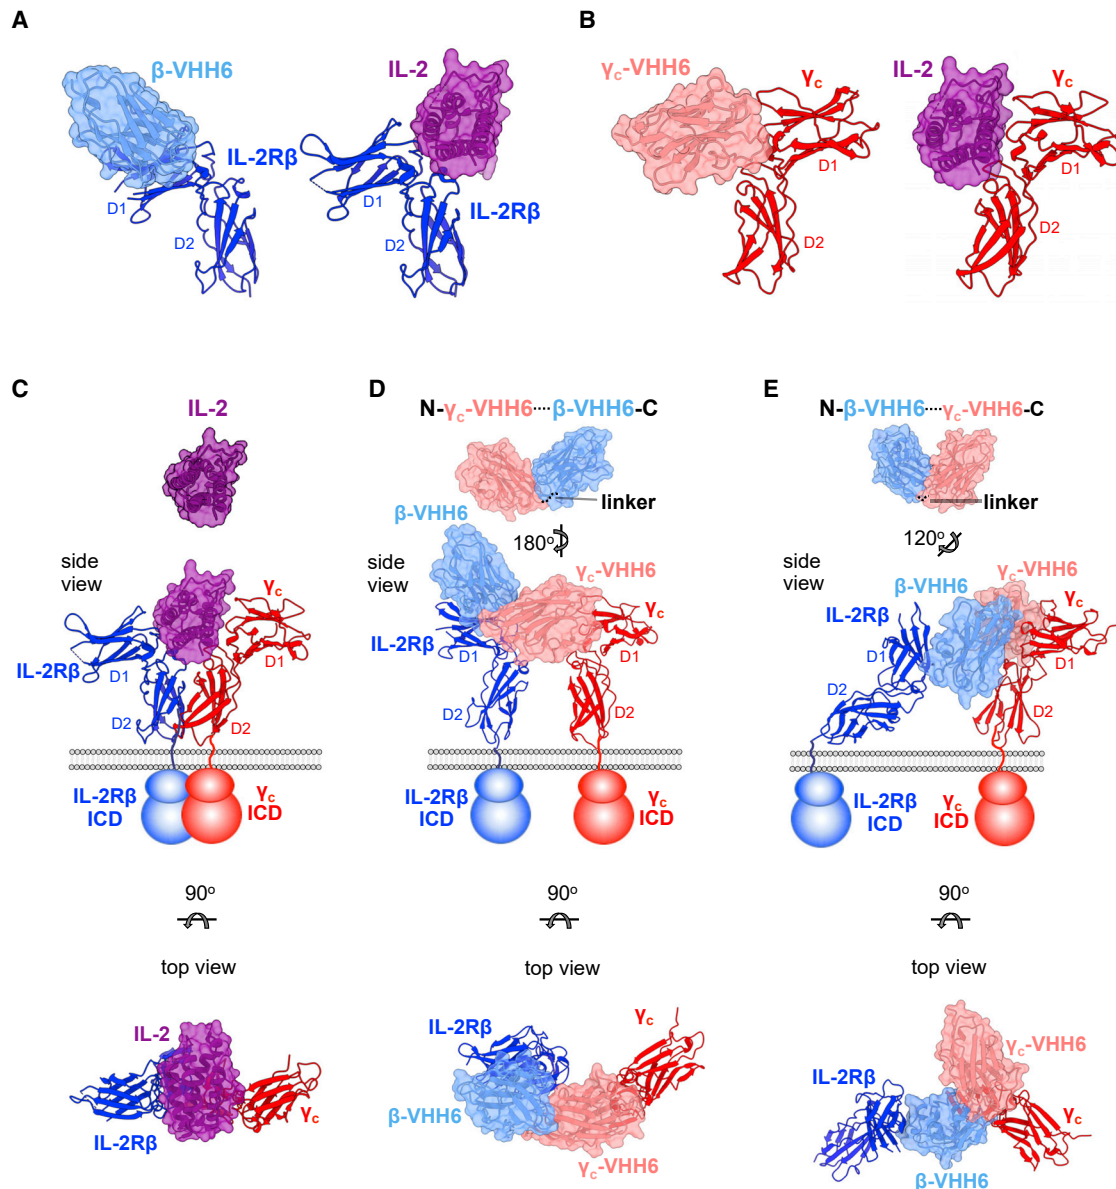 A
β-VHH6
IL-2
IL-2Rβ
D1
D2
D1
IL-2Rβ
D2
B
γc-VHH6
γc
D1
D2
IL-2
γc
D1
D2
C
IL-2
side
view
γc
D1
IL-2Rβ
D2
D2
IL-2Rβ
ICD
γc
ICD
90°
top view
IL-2
IL-2Rβ
γc
D
N-γc-VHH6····β-VHH6-C
linker
β-VHH6
180°
side
view
γc-VHH6
γc
IL-2Rβ
D1
D1
D2
D2
IL-2Rβ
ICD
γc
ICD
90°
top view
IL-2Rβ
γc
β-VHH6
γc-VHH6
E
N-β-VHH6····γc-VHH6-C
linker
120°
side
view
γc-VHH6
β-VHH6
γc
IL-2Rβ
D1
D1
D2
D2
IL-2Rβ
ICD
γc
ICD
90°
top view
γc-VHH6
IL-2Rβ
γc
β-VHH6